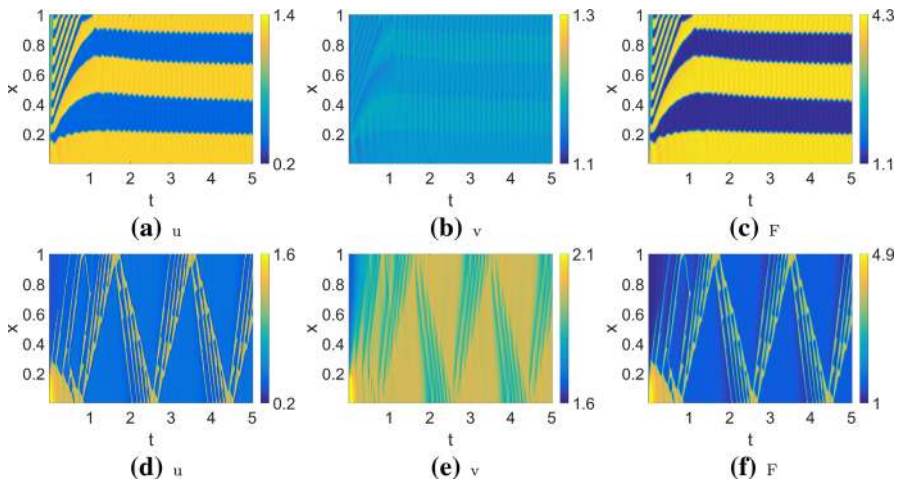 1 1.4 1 1.3 1 4.3
0.8 0.8 0.8
x 0.6 x 0.6 x 0.6
0.4 0.4 0.4
0.2 0.2 0.2
0.2 1.1 1.1
1 2 3 4 5 1 2 3 4 5 1 2 3 4 5
t t t
(a) u (b) v (c) F
1 1.6 1 2.1 1 4.9
0.8 0.8 0.8
x 0.6 x 0.6 x 0.6
0.4 0.4 0.4
0.2 0.2 0.2
0.2 1.6 1
1 2 3 4 5 1 2 3 4 5 1 2 3 4 5
t t t
(d) u (e) v (f) F